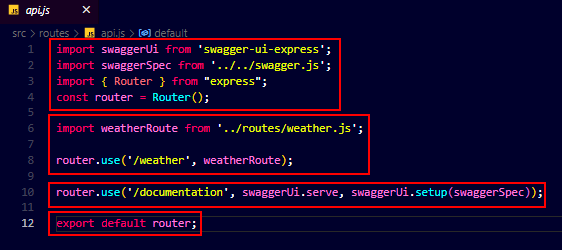 JS api.js X
src > routes > JS api.js > default
1 import swaggerUi from 'swagger-ui-express';
2 import swaggerSpec from '../../swagger.js';
3 import { Router } from "express";
4 const router = Router();
5
6 import weatherRoute from '../routes/weather.js';
7
8 router.use('/weather', weatherRoute);
9
10 router.use('/documentation', swaggerUi.serve, swaggerUi.setup(swaggerSpec));
11
12 export default router;